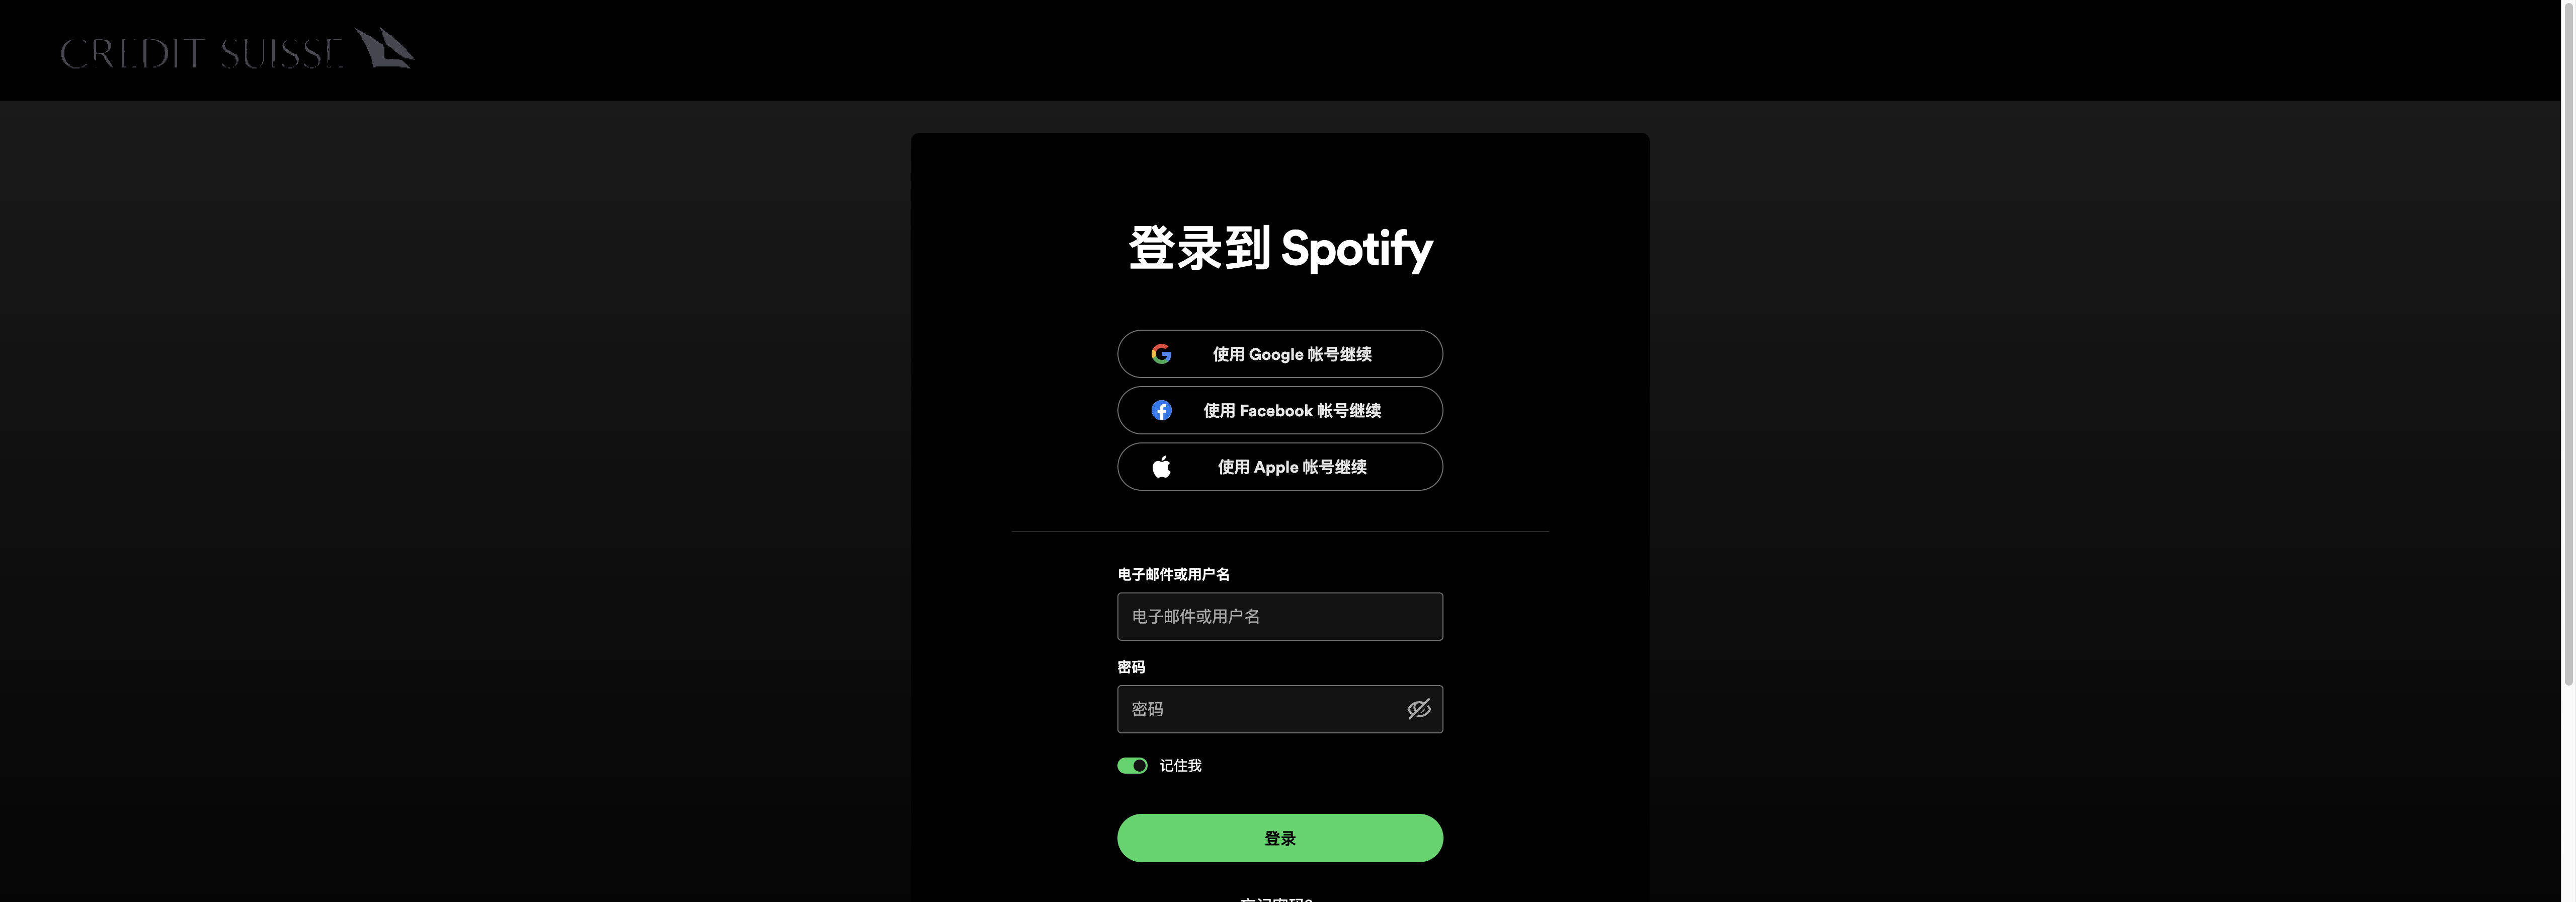 CREDIT SUISSE
登录到 Spotify
使用 Google 帐号继续
使用 Facebook 帐号继续
使用 Apple 帐号继续
电子邮件或用户名
电子邮件或用户名
密码
密码
记住我
登录